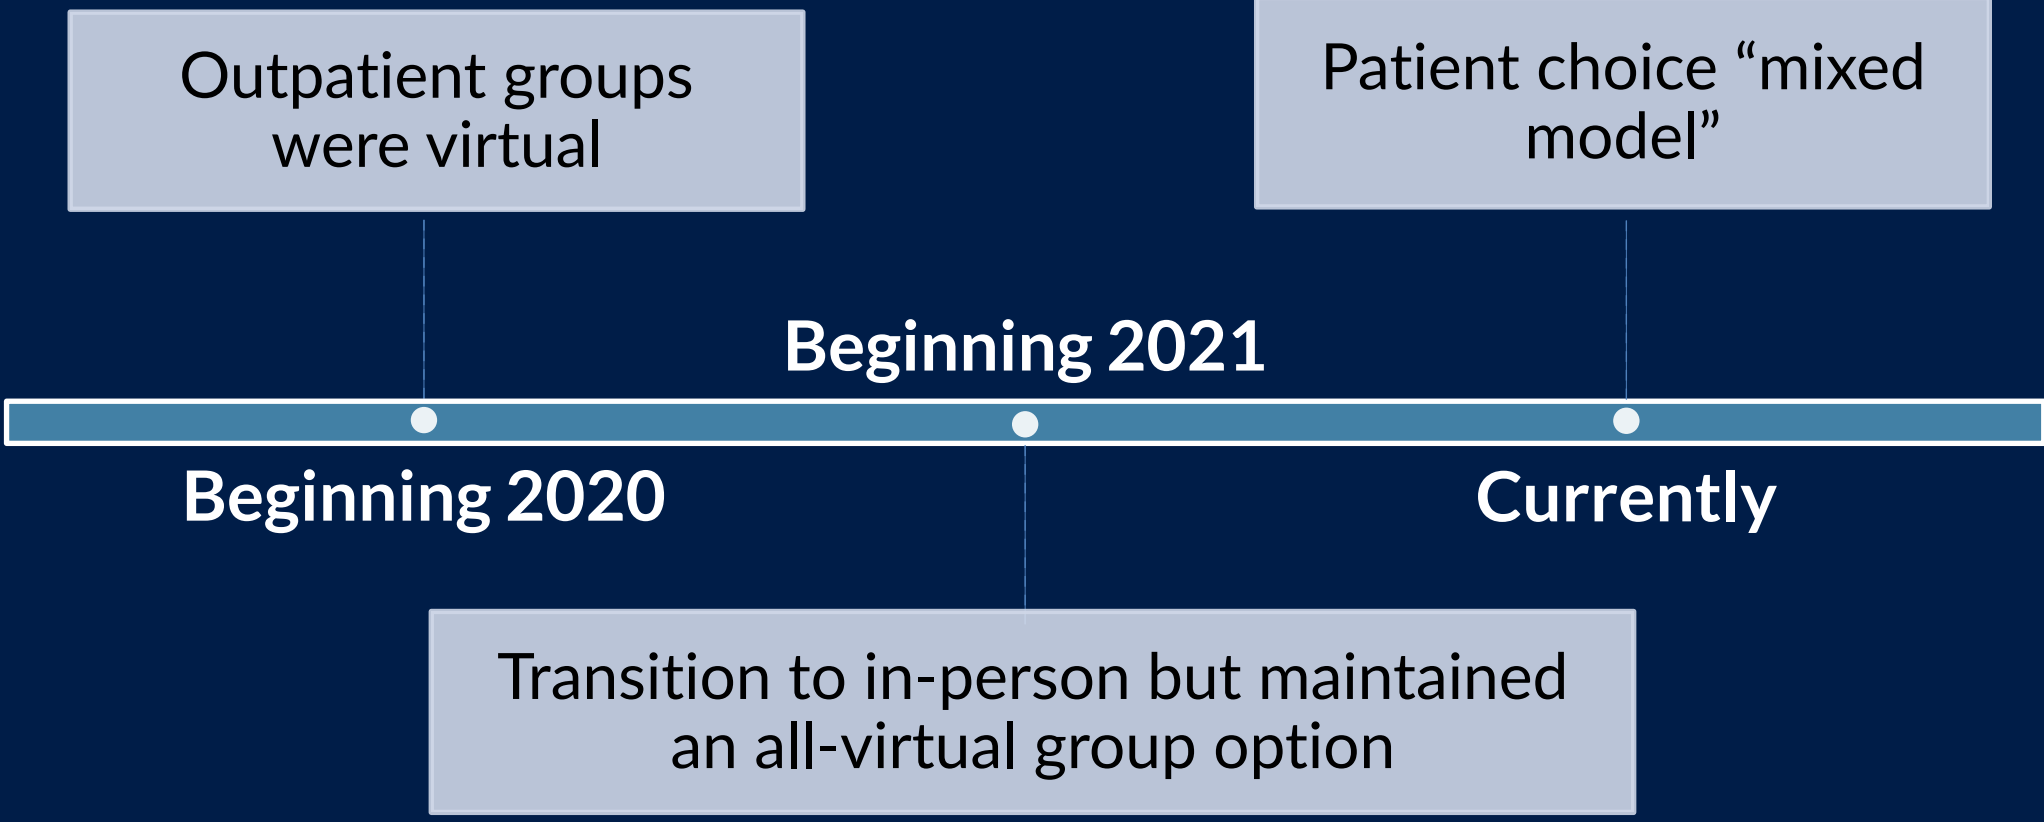 Outpatient groups
were virtual
Patient choice “mixed
model”
Beginning 2021
Beginning 2020
Currently
Transition to in-person but maintained
an all-virtual group option